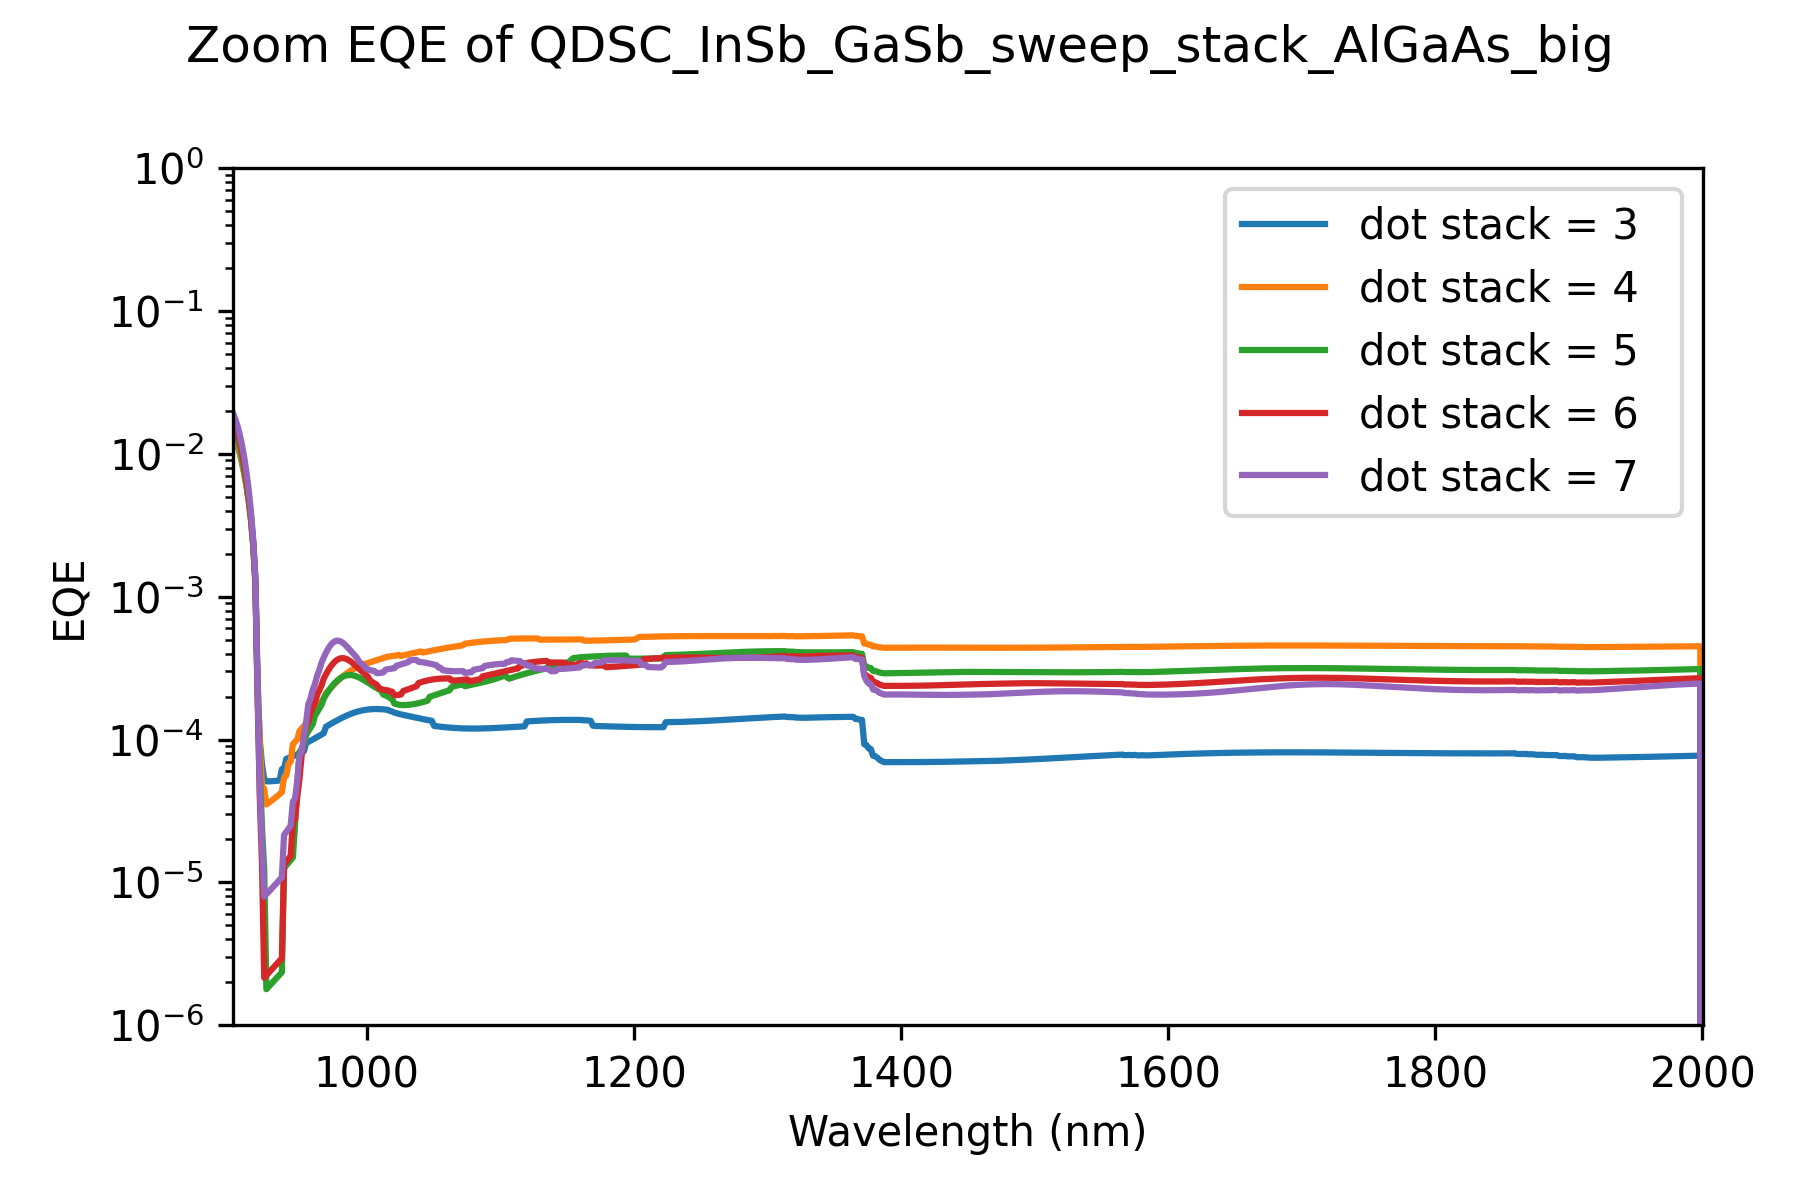 Zoom EQE of QDSC_InSb_GaSb_sweep_stack_AlGaAs_big
10⁰
10⁻¹
10⁻²
10⁻³
10⁻⁴
10⁻⁵
10⁻⁶
EQE
dot stack = 3
dot stack = 4
dot stack = 5
dot stack = 6
dot stack = 7
1000 1200 1400 1600 1800 2000
Wavelength (nm)